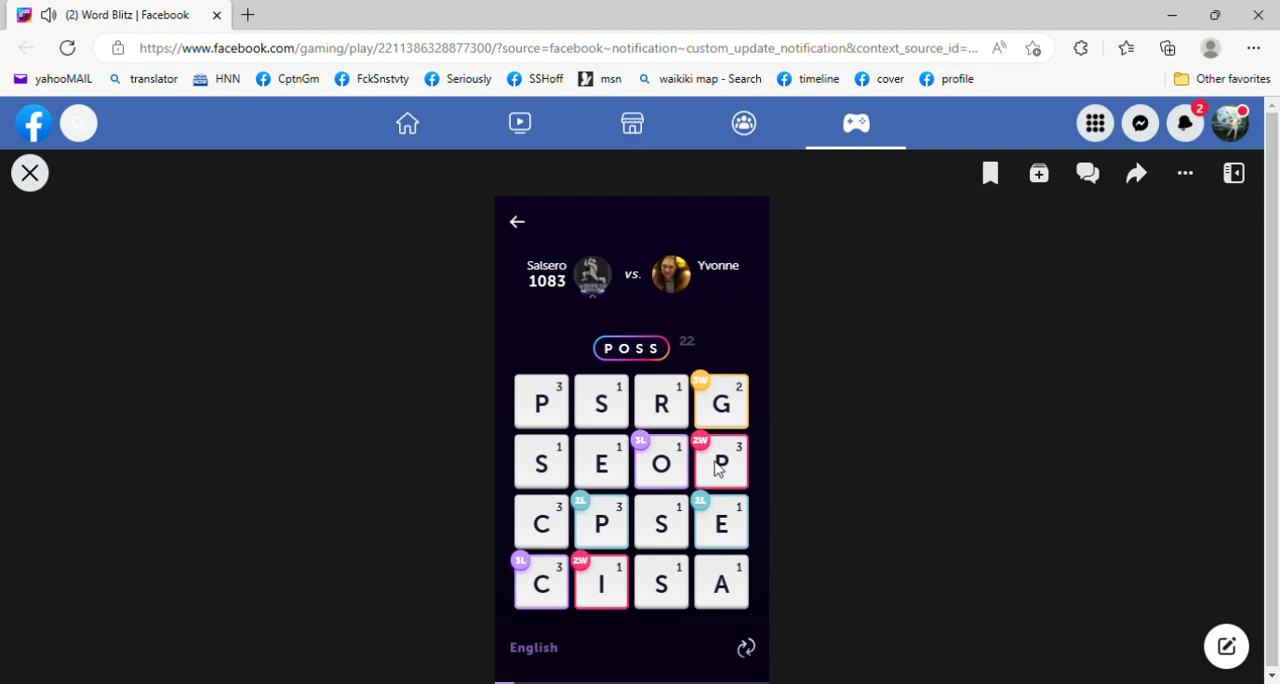 (2) Word Blitz | Facebook
https://www.facebook.com/gaming/play/2211386328877300/?source=facebook~notification~custom_update_notification&context_source_id=...
yahooMAIL translator HNN CptnGm FckSnstvty Seriously SSHoff msn waikiki map - Search timeline cover profile Other favorites
2
Salsero vs. Yvonne
1083
POSS 22
P 3 S 1 R 1 3W G 2
S 1 E 1 3L O 1 2W P 3
C 3 2L P 3 S 1 2L E 1
3L C 3 2W I 1 S 1 A 1
English